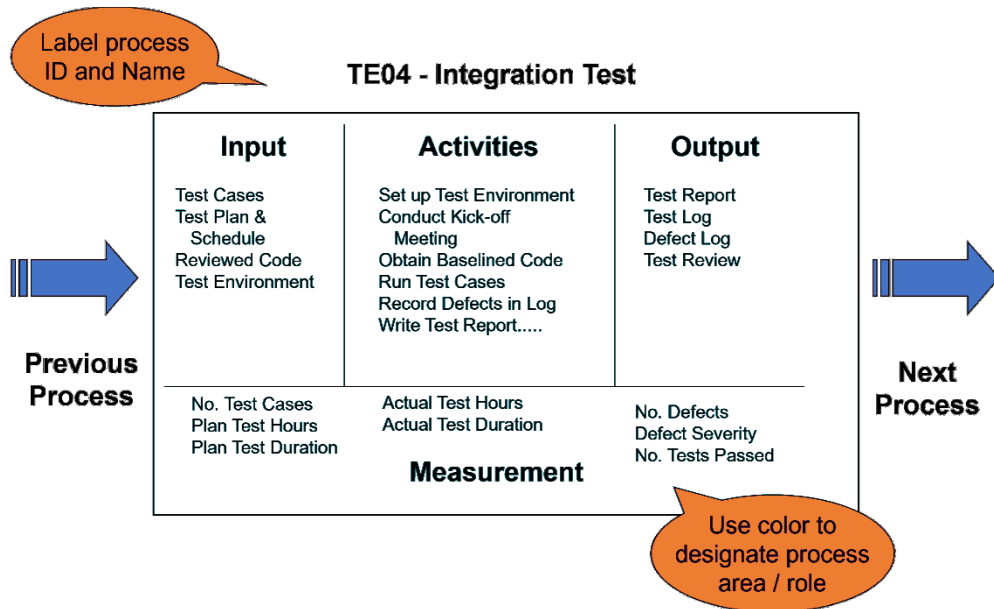 Label process
ID and Name
TE04 - Integration Test
Input
Activities
Output
Test Cases
Test Plan &
Schedule
Reviewed Code
Test Environment
Set up Test Environment
Conduct Kick-off
Meeting
Obtain Baselined Code
Run Test Cases
Record Defects in Log
Write Test Report.....
Test Report
Test Log
Defect Log
Test Review
Previous
Process
Next
Process
No. Test Cases
Plan Test Hours
Plan Test Duration
Actual Test Hours
Actual Test Duration
No. Defects
Defect Severity
No. Tests Passed
Measurement
Use color to
designate process
area / role